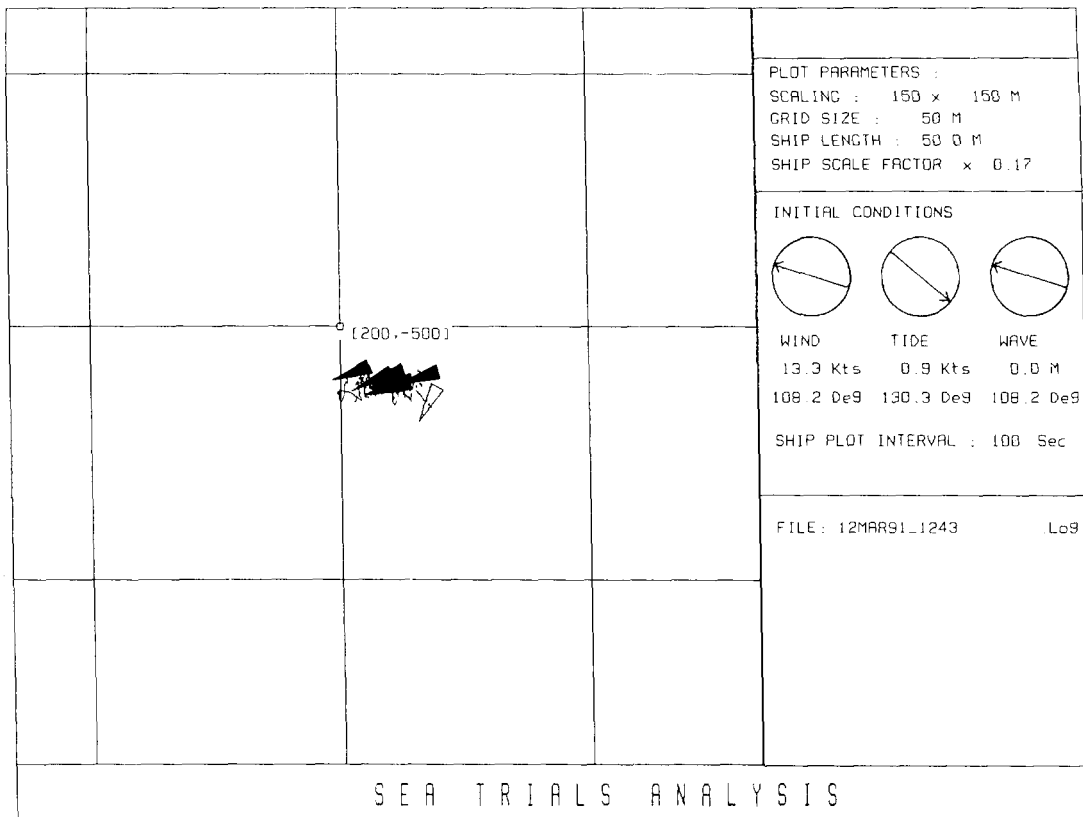 PLOT PARAMETERS :
SCALING : 150 x 150 M
GRID SIZE : 50 M
SHIP LENGTH : 50 0 M
SHIP SCALE FACTOR x 0.17
INITIAL CONDITIONS
WIND TIDE WAVE
13.3 Kts 0.9 Kts 0.0 M
108.2 Deg 130.3 Deg 108.2 Deg
SHIP PLOT INTERVAL : 100 Sec
FILE: 12MAR91_1243 .Log
[200,-500]
SEA TRIALS ANALYSIS